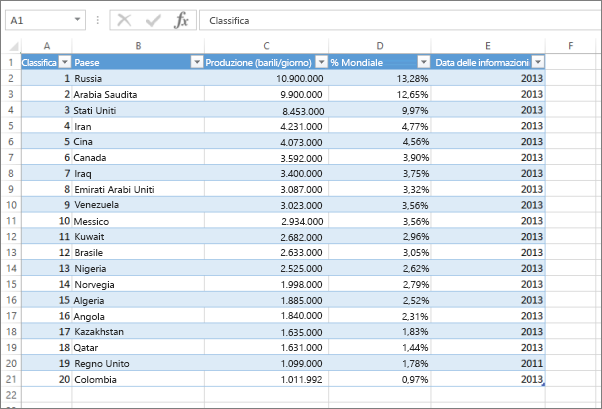 A1 fx Classifica
A B C D E F
1 Classifica Paese Produzione (barili/giorno) % Mondiale Data delle informazioni
2 1 Russia 10.900.000 13,28% 2013
3 2 Arabia Saudita 9.900.000 12,65% 2013
4 3 Stati Uniti 8.453.000 9,97% 2013
5 4 Iran 4.231.000 4,77% 2013
6 5 Cina 4.073.000 4,56% 2013
7 6 Canada 3.592.000 3,90% 2013
8 7 Iraq 3.400.000 3,75% 2013
9 8 Emirati Arabi Uniti 3.087.000 3,32% 2013
10 9 Venezuela 3.023.000 3,56% 2013
11 10 Messico 2.934.000 3,56% 2013
12 11 Kuwait 2.682.000 2,96% 2013
13 12 Brasile 2.633.000 3,05% 2013
14 13 Nigeria 2.525.000 2,62% 2013
15 14 Norvegia 1.998.000 2,79% 2013
16 15 Algeria 1.885.000 2,52% 2013
17 16 Angola 1.840.000 2,31% 2013
18 17 Kazakhstan 1.635.000 1,83% 2013
19 18 Qatar 1.631.000 1,44% 2013
20 19 Regno Unito 1.099.000 1,78% 2011
21 20 Colombia 1.011.992 0,97% 2013
22